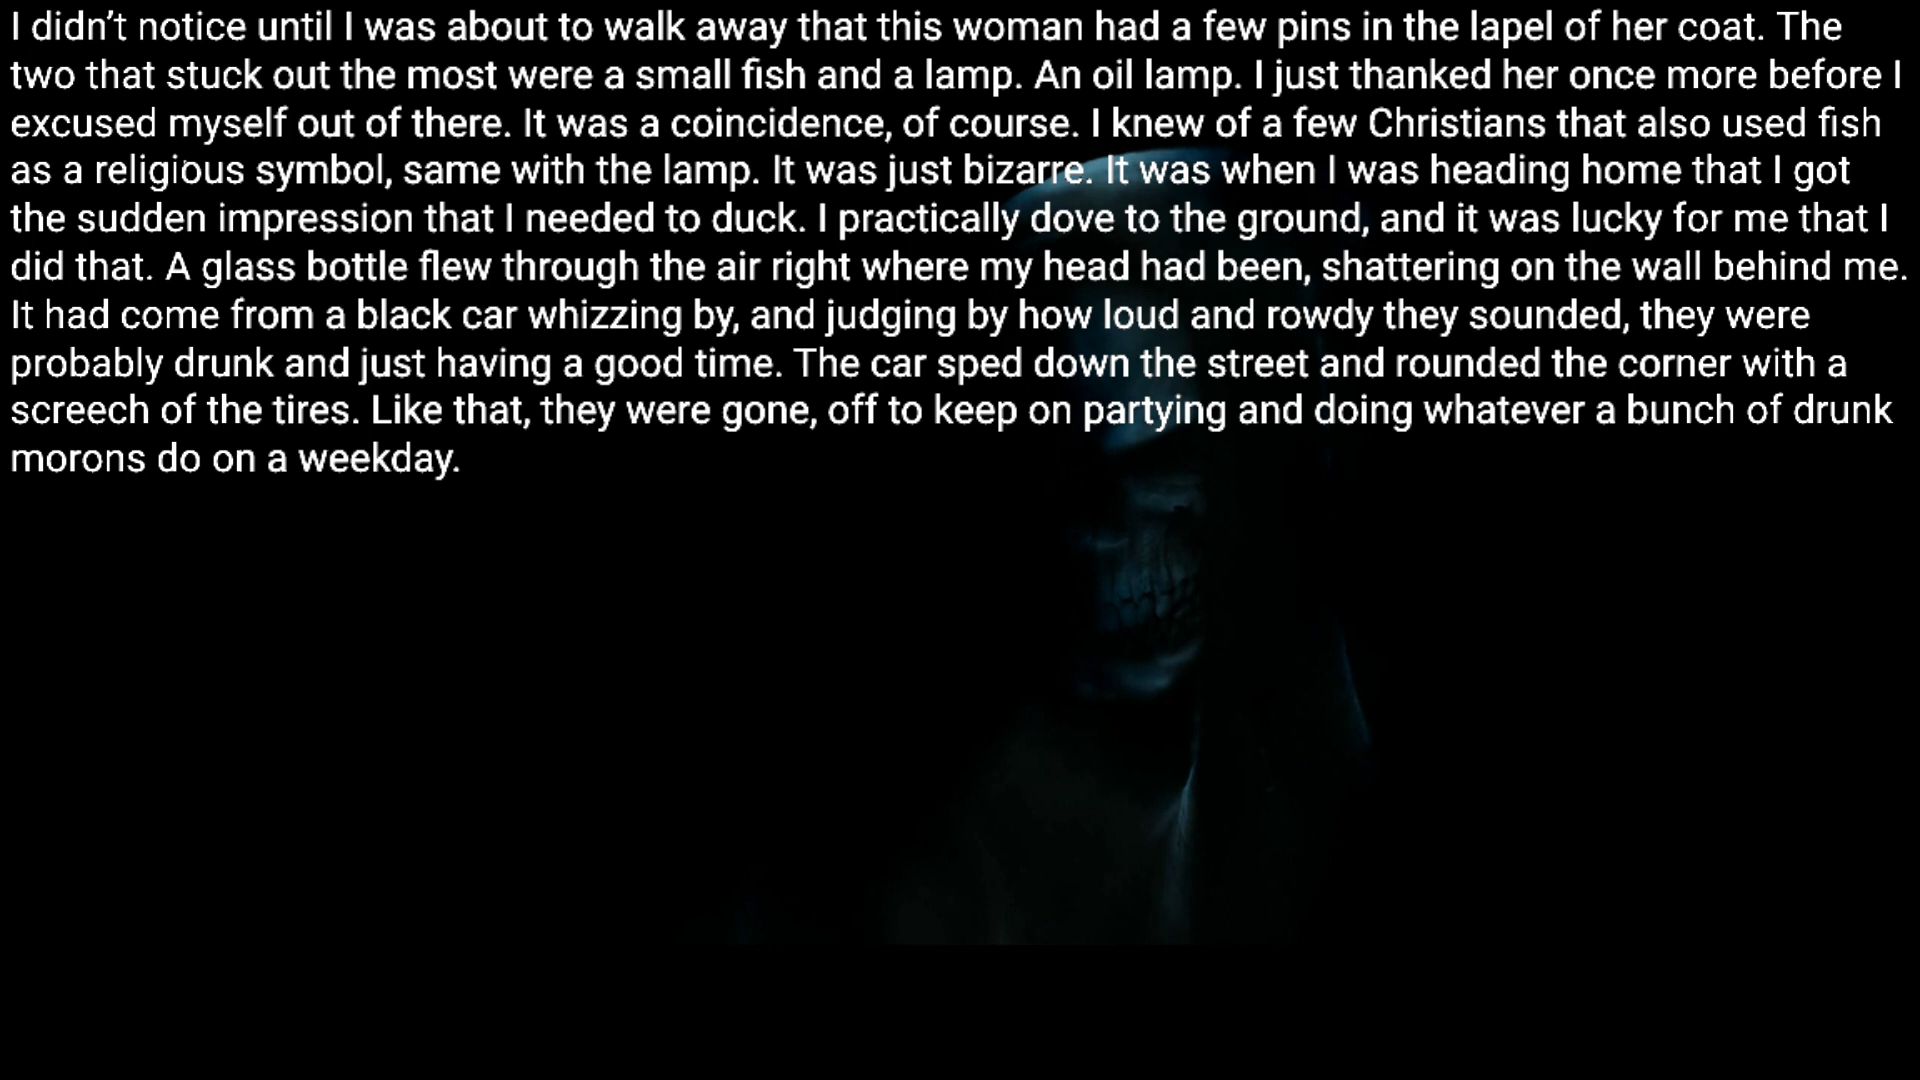 I didn’t notice until I was about to walk away that this woman had a few pins in the lapel of her coat. The
two that stuck out the most were a small fish and a lamp. An oil lamp. I just thanked her once more before I
excused myself out of there. It was a coincidence, of course. I knew of a few Christians that also used fish
as a religious symbol, same with the lamp. It was just bizarre. It was when I was heading home that I got
the sudden impression that I needed to duck. I practically dove to the ground, and it was lucky for me that I
did that. A glass bottle flew through the air right where my head had been, shattering on the wall behind me.
It had come from a black car whizzing by, and judging by how loud and rowdy they sounded, they were
probably drunk and just having a good time. The car sped down the street and rounded the corner with a
screech of the tires. Like that, they were gone, off to keep on partying and doing whatever a bunch of drunk
morons do on a weekday.